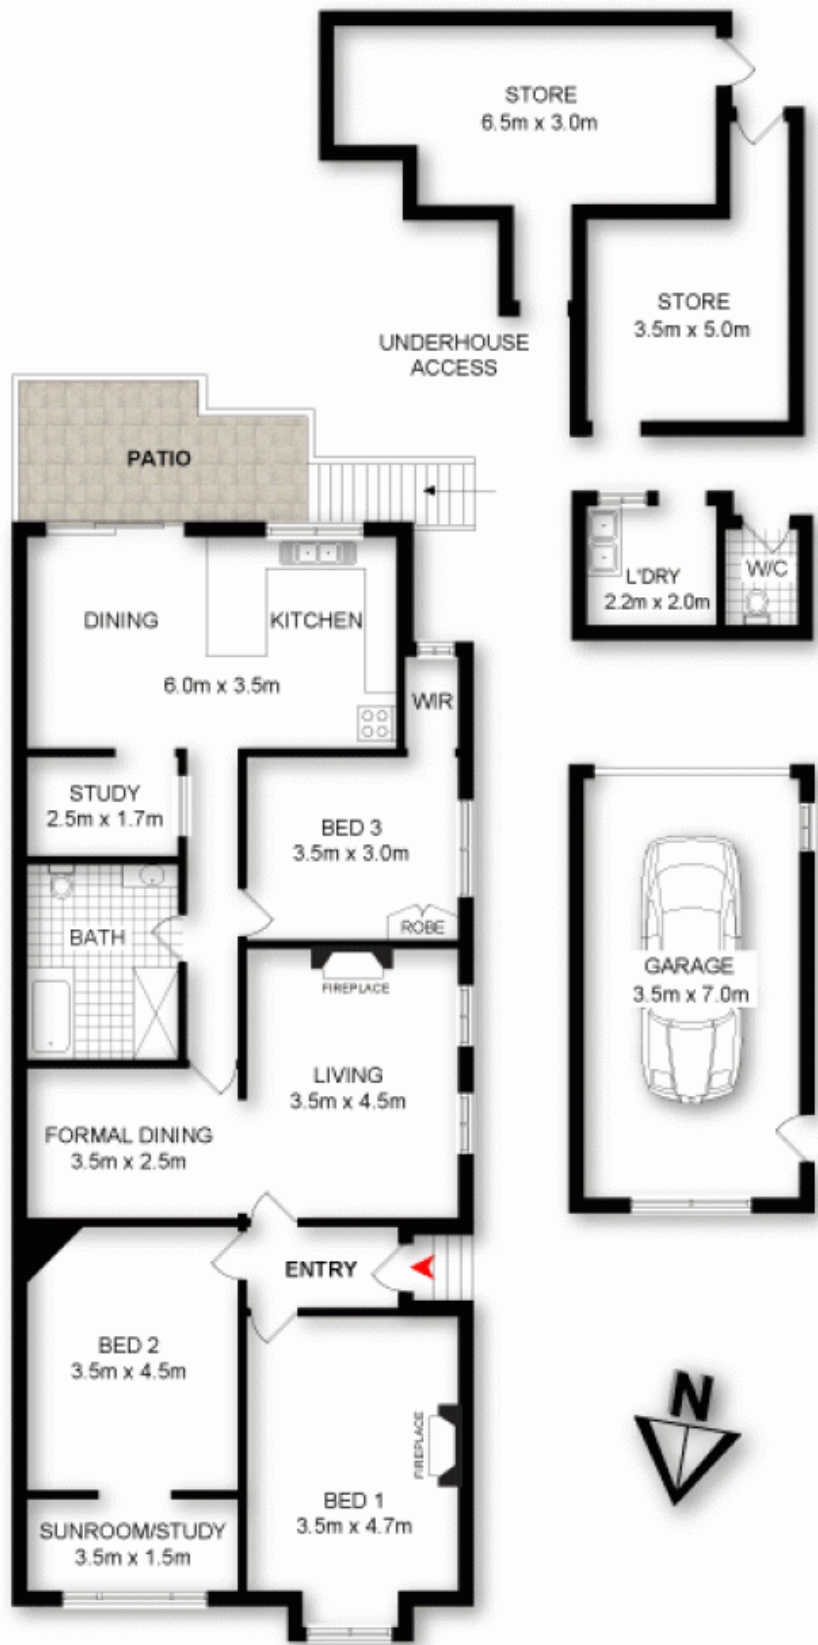 STORE
6.5m x 3.0m
STORE
3.5m x 5.0m
UNDERHOUSE
ACCESS
PATIO
L'DRY
2.2m x 2.0m
W/C
DINING
KITCHEN
6.0m x 3.5m
WIR
STUDY
2.5m x 1.7m
BED 3
3.5m x 3.0m
ROBE
BATH
FIREPLACE
GARAGE
3.5m x 7.0m
LIVING
3.5m x 4.5m
FORMAL DINING
3.5m x 2.5m
ENTRY
BED 2
3.5m x 4.5m
FIREPLACE
BED 1
3.5m x 4.7m
SUNROOM/STUDY
3.5m x 1.5m
N